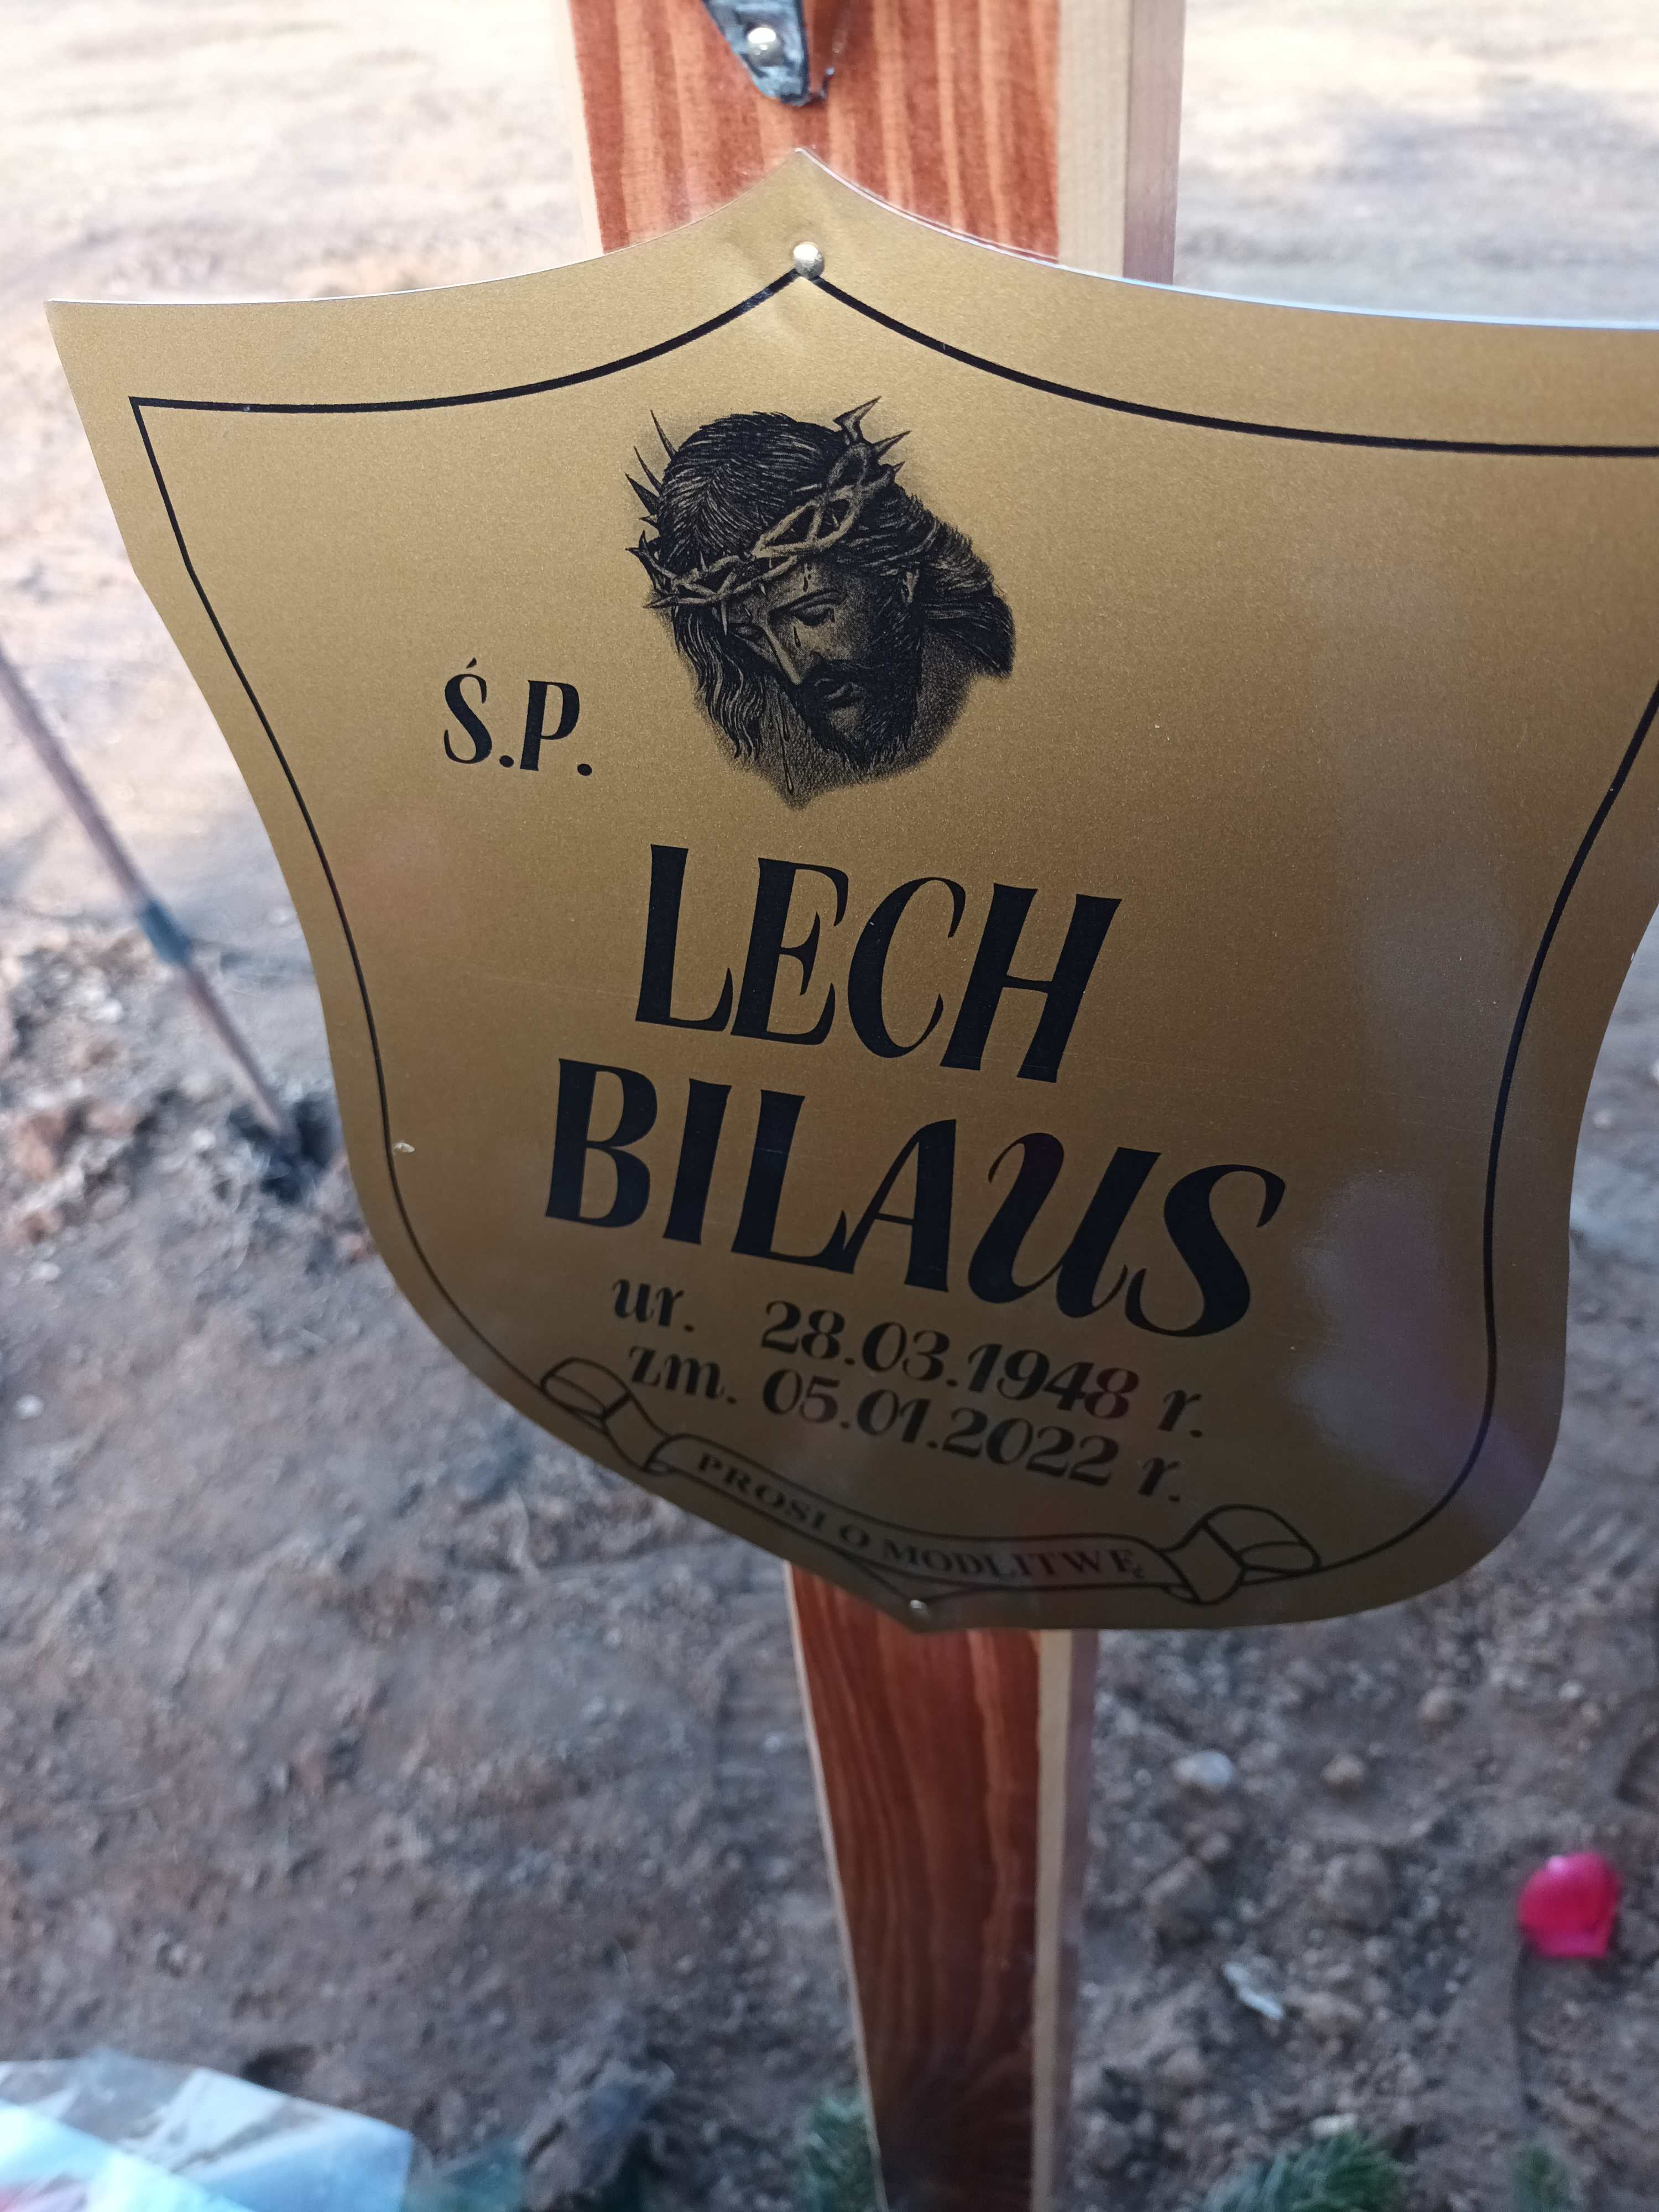 Ś.P.
LECH
BILAUS
ur. 28.03.1948 r.
zm. 05.01.2022 r.
PROSI O MODLITWĘ